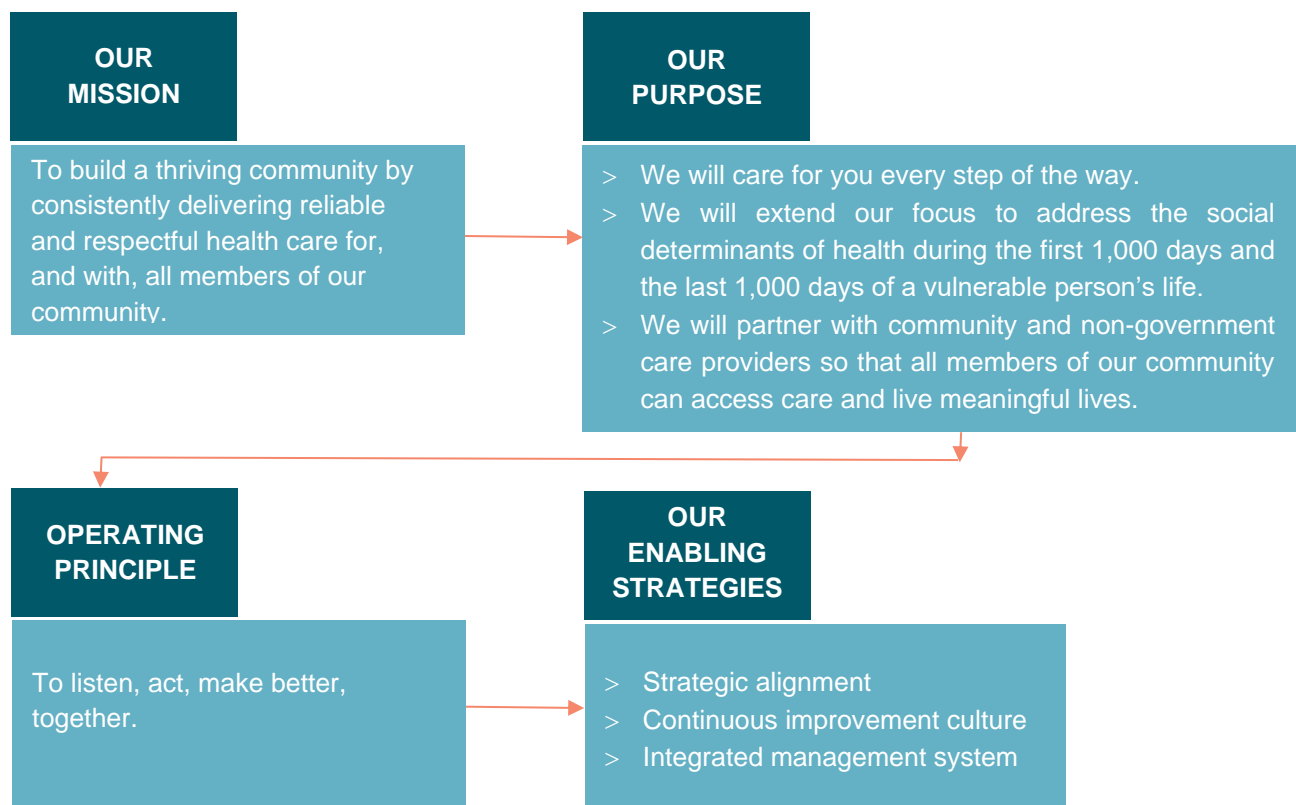 OUR
MISSION
To build a thriving community by
consistently delivering reliable
and respectful health care for,
and with, all members of our
community.
OUR
PURPOSE
> We will care for you every step of the way.
> We will extend our focus to address the social
determinants of health during the first 1,000 days and
the last 1,000 days of a vulnerable person’s life.
> We will partner with community and non-government
care providers so that all members of our community
can access care and live meaningful lives.
OPERATING
PRINCIPLE
To listen, act, make better,
together.
OUR
ENABLING
STRATEGIES
> Strategic alignment
> Continuous improvement culture
> Integrated management system